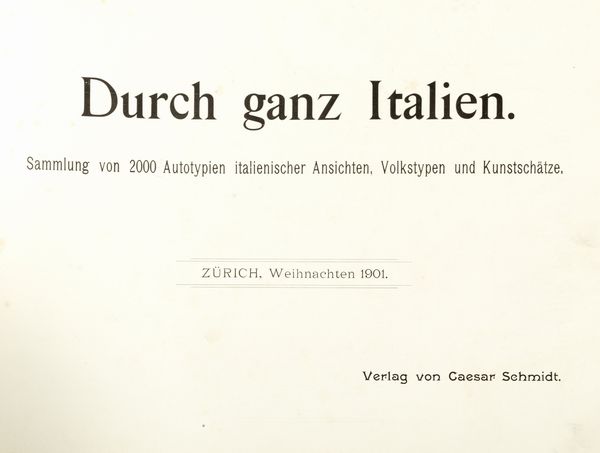 Durch ganz Italien.
Sammlung von 2000 Autotypien italienischer Ansichten, Volkstypen und Kunstschätze.
ZÜRICH, Weihnachten 1901.
Verlag von Caesar Schmidt.